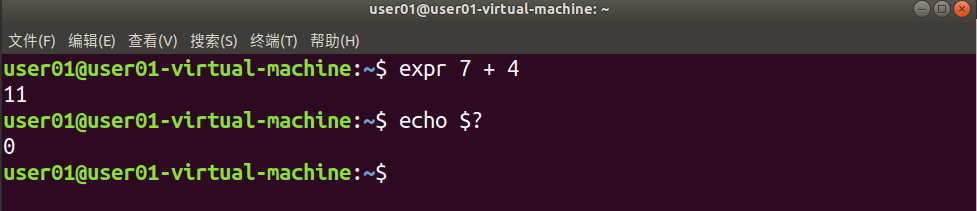 user01@user01-virtual-machine: ~
文件(F) 编辑(E) 查看(V) 搜索(S) 终端(T) 帮助(H)
user01@user01-virtual-machine:~$ expr 7 + 4
11
user01@user01-virtual-machine:~$ echo $?
0
user01@user01-virtual-machine:~$